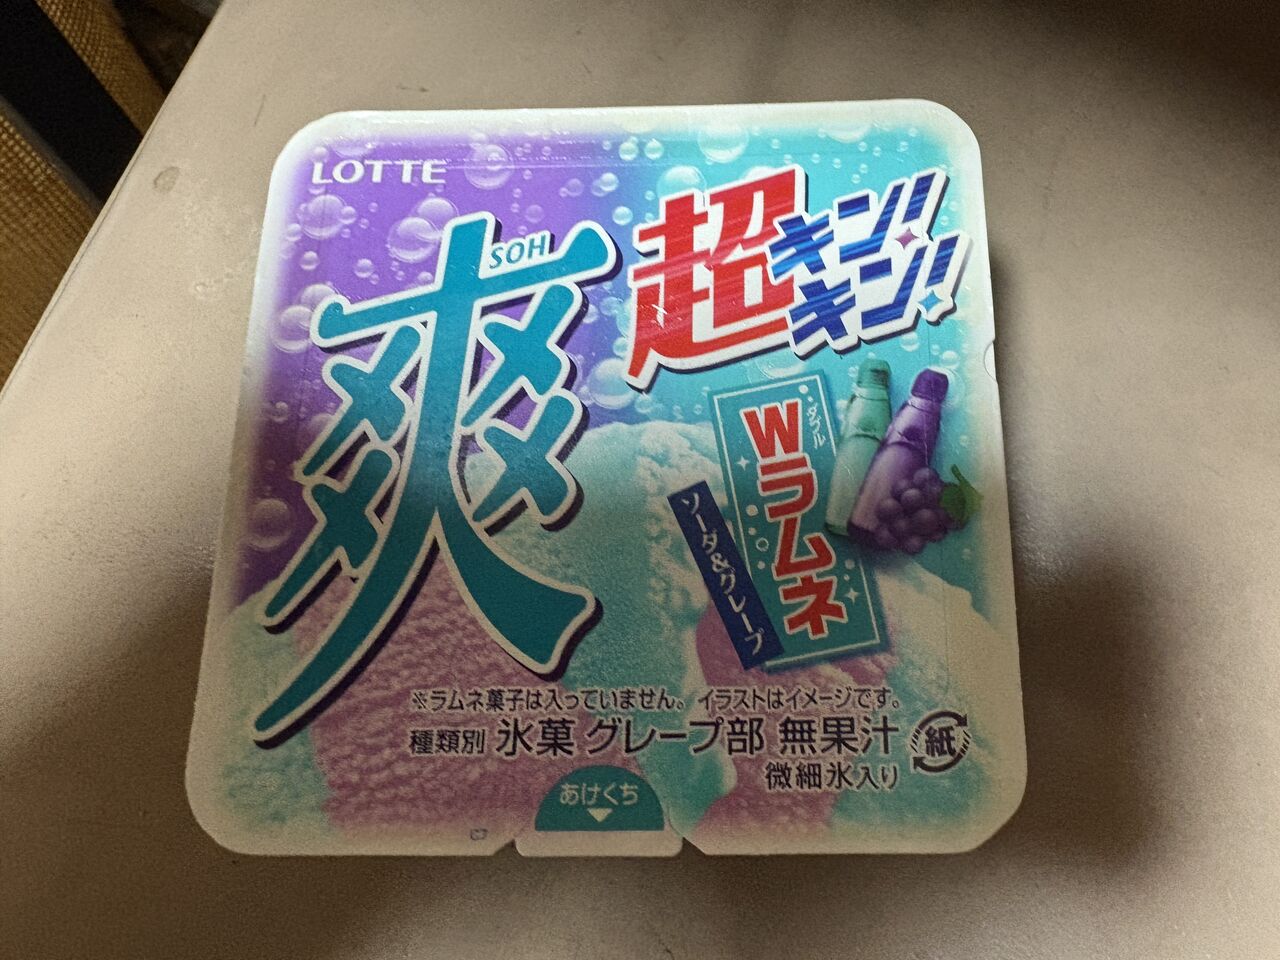 LOTTE
爽
SOH
超キンッ
キンッ!
Wラムネ
ダブル
ソーダ&グレープ
※ラムネ菓子は入っていません。イラストはイメージです。
種類別 氷菓 グレープ部 無果汁
微細氷入り
紙
あけくち